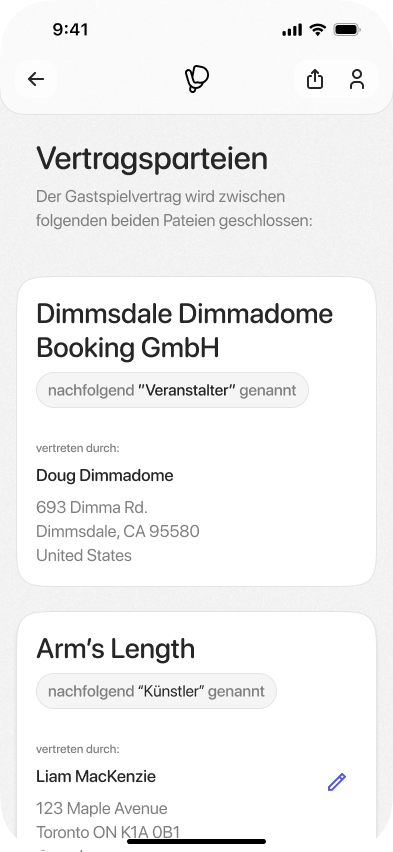 9:41
Vertragsparteien
Der Gastspielvertrag wird zwischen
folgenden beiden Pateien geschlossen:
Dimmsdale Dimmadome
Booking GmbH
nachfolgend "Veranstalter" genannt
vertreten durch:
Doug Dimmadome
693 Dimma Rd.
Dimmsdale, CA 95580
United States
Arm’s Length
nachfolgend “Künstler” genannt
vertreten durch:
Liam MacKenzie
123 Maple Avenue
Toronto ON K1A 0B1